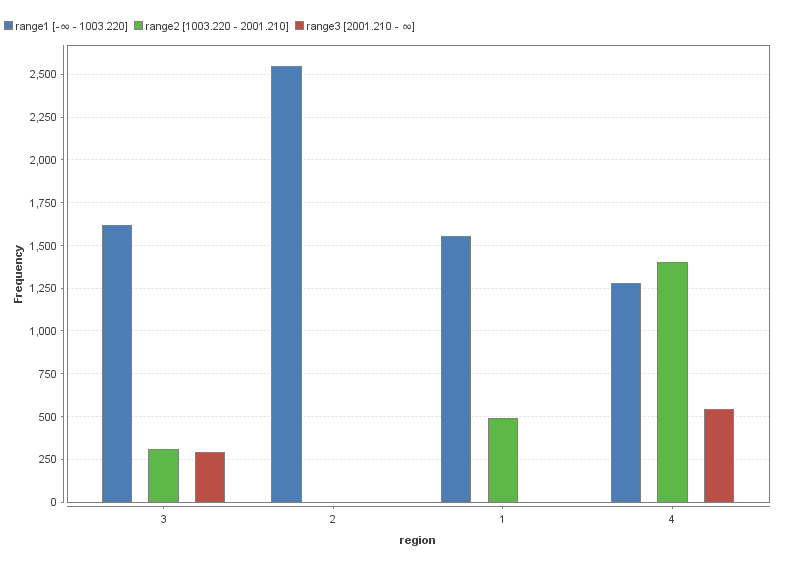 range1 [-∞ - 1003.220] range2 [1003.220 - 2001.210] range3 [2001.210 - ∞]
2,500
2,250
2,000
1,750
1,500
1,250
1,000
750
500
250
0
Frequency
3 2 1 4
region